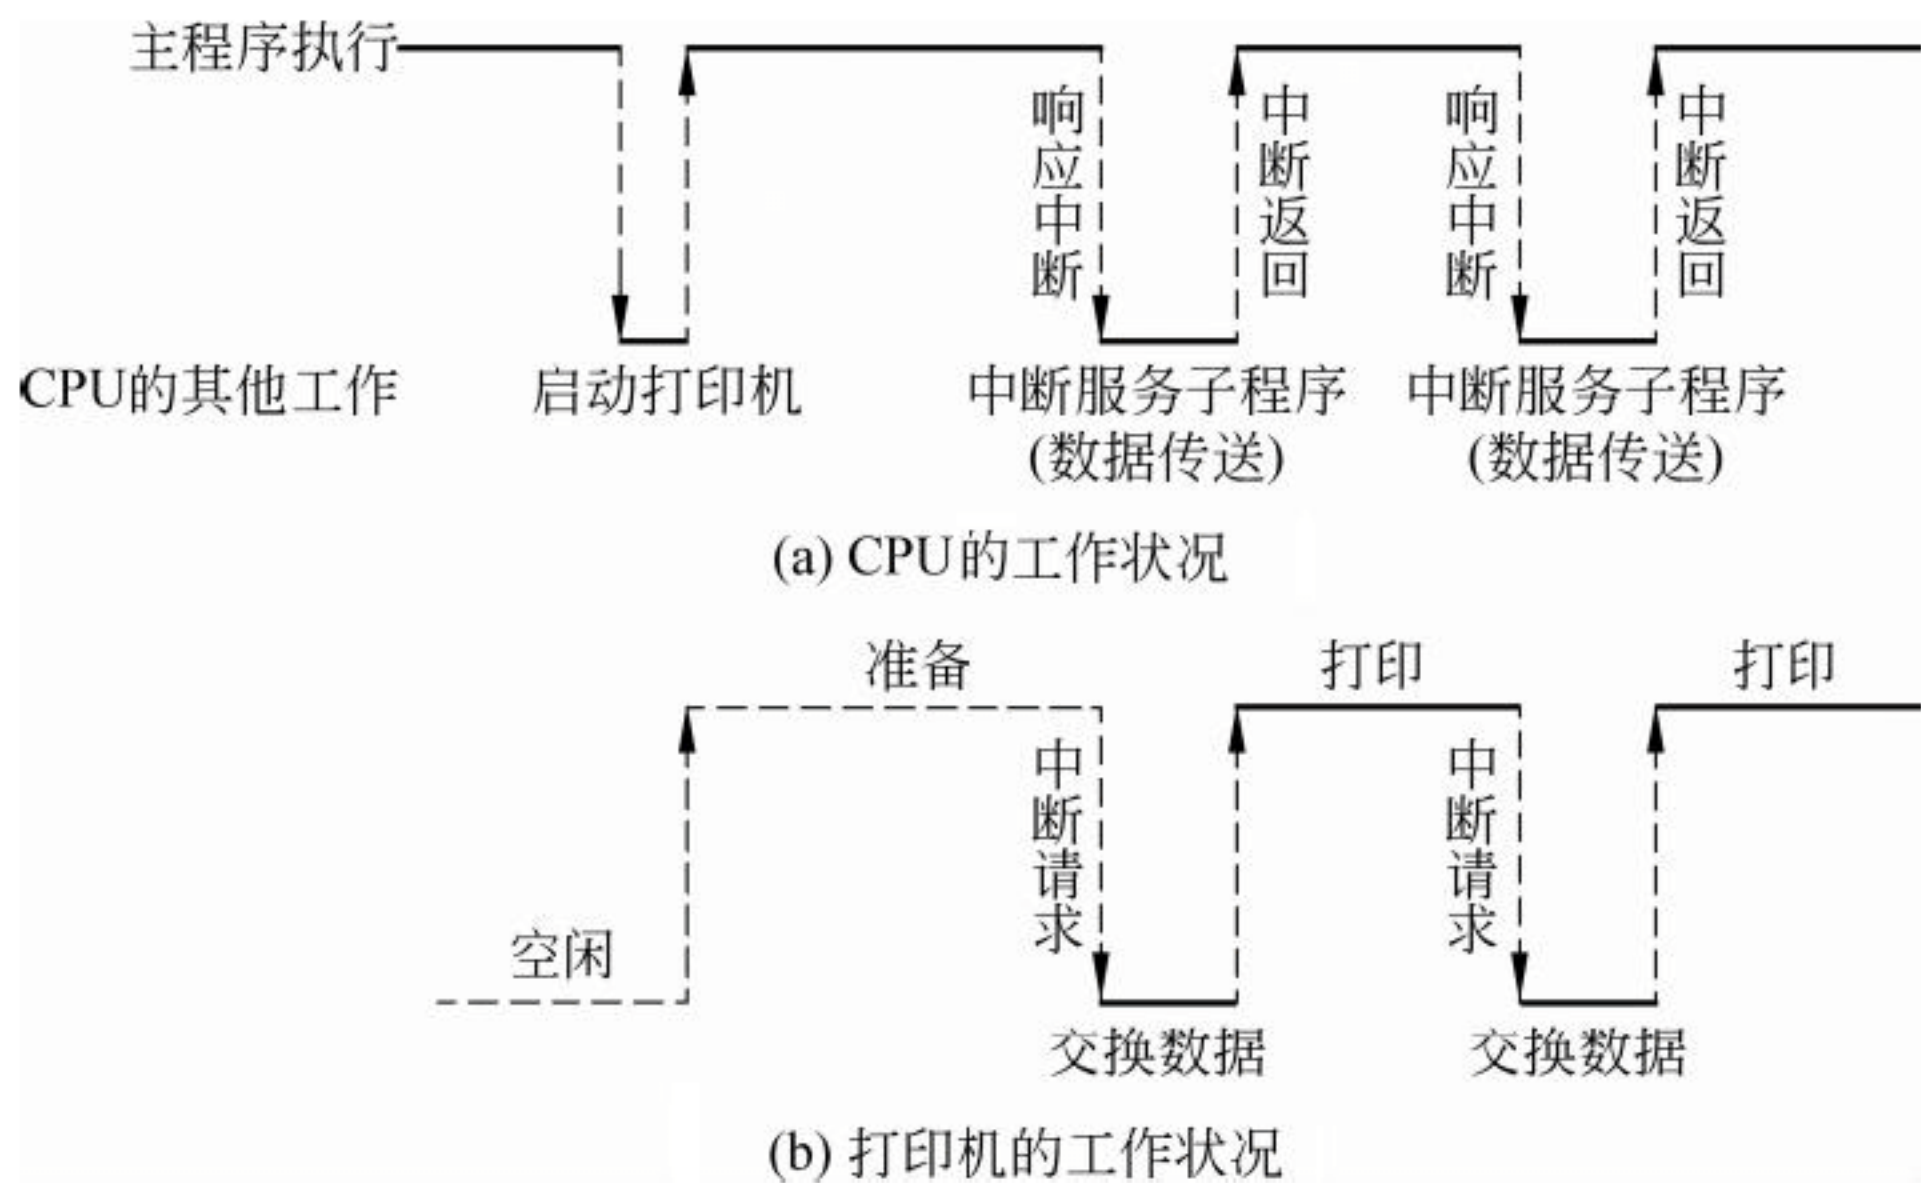 主程序执行
响应中断
中断返回
响应中断
中断返回
CPU的其他工作
启动打印机
中断服务子程序
(数据传送)
中断服务子程序
(数据传送)
(a) CPU的工作状况
准备
打印
打印
中断请求
中断请求
空闲
交换数据
交换数据
(b) 打印机的工作状况